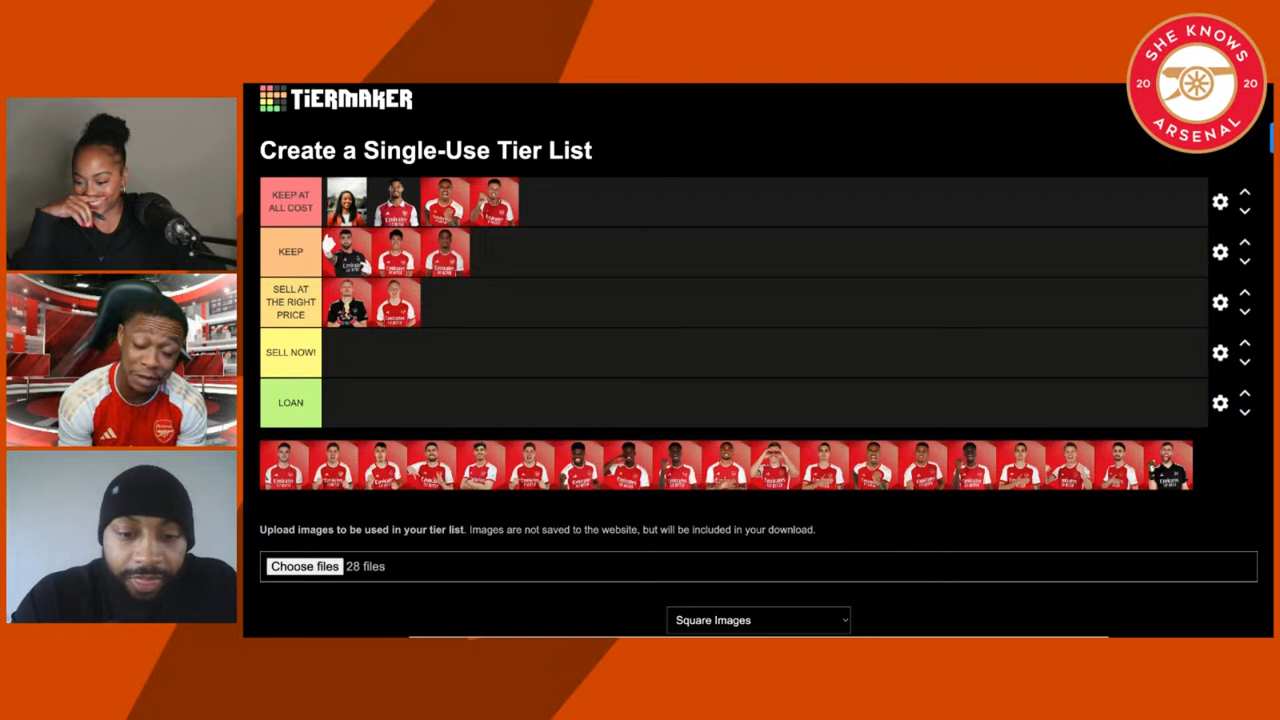 SHE KNOWS
20 20
ARSENAL
TiERMAKER
Create a Single-Use Tier List
KEEP AT
ALL COST
KEEP
SELL AT
THE RIGHT
PRICE
SELL NOW!
LOAN
Upload images to be used in your tier list. Images are not saved to the website, but will be included in your download.
Choose files 28 files
Square Images